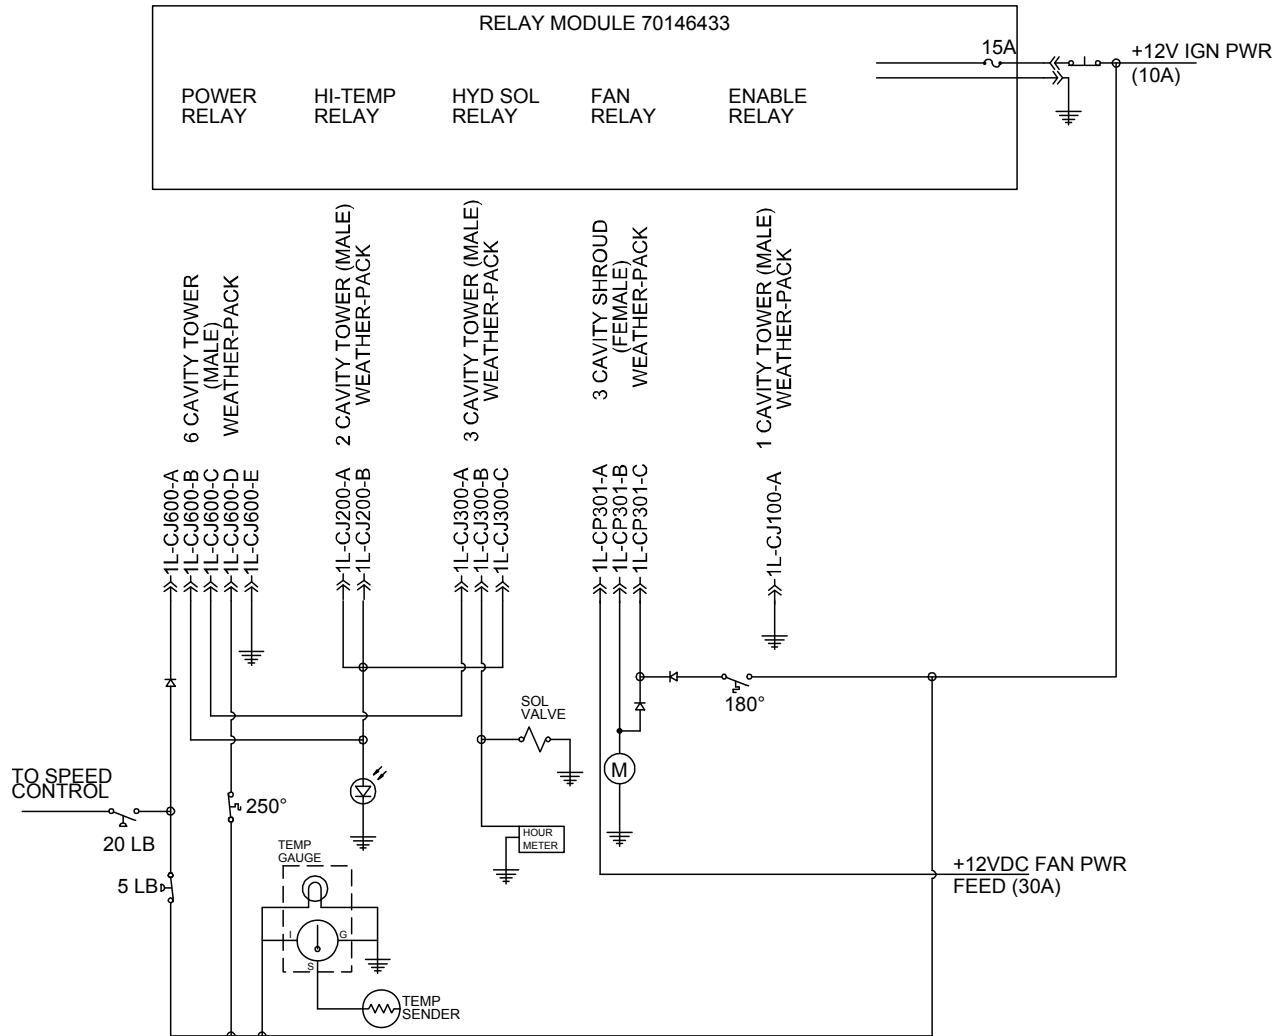 RELAY MODULE 70146433
15A
+12V IGN PWR
(10A)
POWER
RELAY
HI-TEMP
RELAY
HYD SOL
RELAY
FAN
RELAY
ENABLE
RELAY
6 CAVITY TOWER
(MALE)
WEATHER-PACK
2 CAVITY TOWER (MALE)
WEATHER-PACK
3 CAVITY TOWER (MALE)
WEATHER-PACK
3 CAVITY SHROUD
(FEMALE)
WEATHER-PACK
1 CAVITY TOWER (MALE)
WEATHER-PACK
1L-CJ600-A
1L-CJ600-B
1L-CJ600-C
1L-CJ600-D
1L-CJ600-E
1L-CJ200-A
1L-CJ200-B
1L-CJ300-A
1L-CJ300-B
1L-CJ300-C
1L-CP301-A
1L-CP301-B
1L-CP301-C
1L-CJ100-A
180°
SOL
VALVE
M
TO SPEED
CONTROL
20 LB
250°
HOUR
METER
TEMP
GAUGE
5 LB
+12VDC FAN PWR
FEED (30A)
I
G
S
TEMP
SENDER